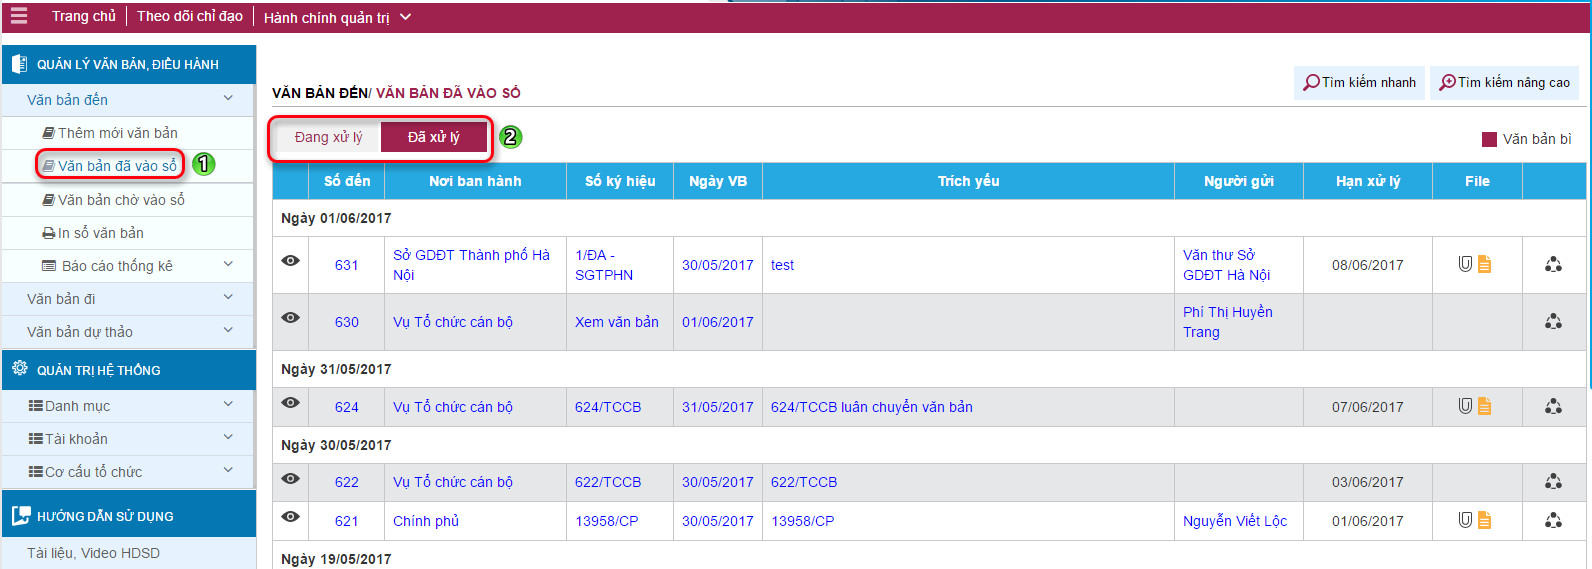 Trang chủ Theo dõi chỉ đạo Hành chính quản trị
QUẢN LÝ VĂN BẢN, ĐIỀU HÀNH
Văn bản đến
Thêm mới văn bản
Văn bản đã vào sổ 1
Văn bản chờ vào sổ
In sổ văn bản
Báo cáo thống kê
Văn bản đi
Văn bản dự thảo
QUẢN TRỊ HỆ THỐNG
Danh mục
Tài khoản
Cơ cấu tổ chức
HƯỚNG DẪN SỬ DỤNG
Tài liệu, Video HDSD
Tìm kiếm nhanh Tìm kiếm nâng cao
VĂN BẢN ĐẾN/ VĂN BẢN ĐÃ VÀO SỔ
Đang xử lý Đã xử lý 2
Văn bản bì
Số đến Nơi ban hành Số ký hiệu Ngày VB Trích yếu Người gửi Hạn xử lý File
Ngày 01/06/2017
631 Sở GDĐT Thành phố Hà 1/ĐA - 30/05/2017 test Văn thư Sở 08/06/2017
Nội SGTPHN GDĐT Hà Nội
630 Vụ Tổ chức cán bộ Xem văn bản 01/06/2017 Phí Thị Huyền
Trang
Ngày 31/05/2017
624 Vụ Tổ chức cán bộ 624/TCCB 31/05/2017 624/TCCB luân chuyển văn bản 07/06/2017
Ngày 30/05/2017
622 Vụ Tổ chức cán bộ 622/TCCB 30/05/2017 622/TCCB 03/06/2017
621 Chính phủ 13958/CP 30/05/2017 13958/CP Nguyễn Viết Lộc 01/06/2017
Ngày 19/05/2017